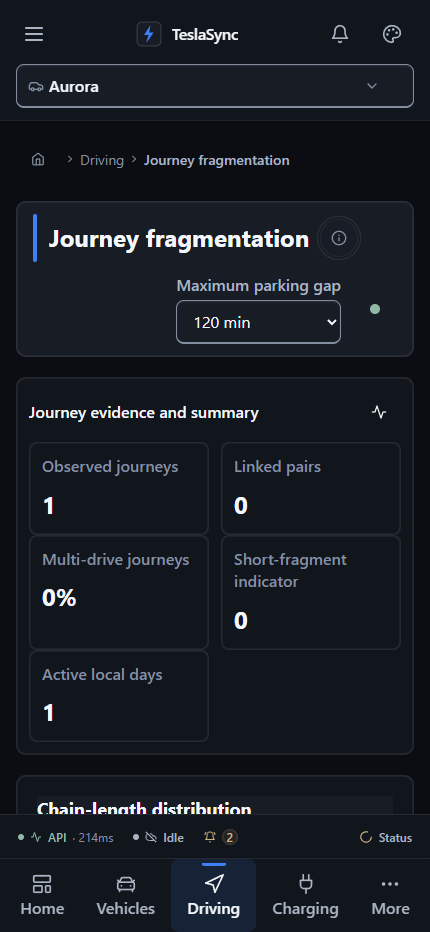 TeslaSync
Aurora
Driving
Journey fragmentation
Journey fragmentation
Maximum parking gap
120 min
Journey evidence and summary
Observed journeys
1
Linked pairs
0
Multi-drive journeys
0%
Short-fragment
indicator
0
Active local days
1
Chain-length distribution
API · 214ms
Idle
2
Status
Home
Vehicles
Driving
Charging
More